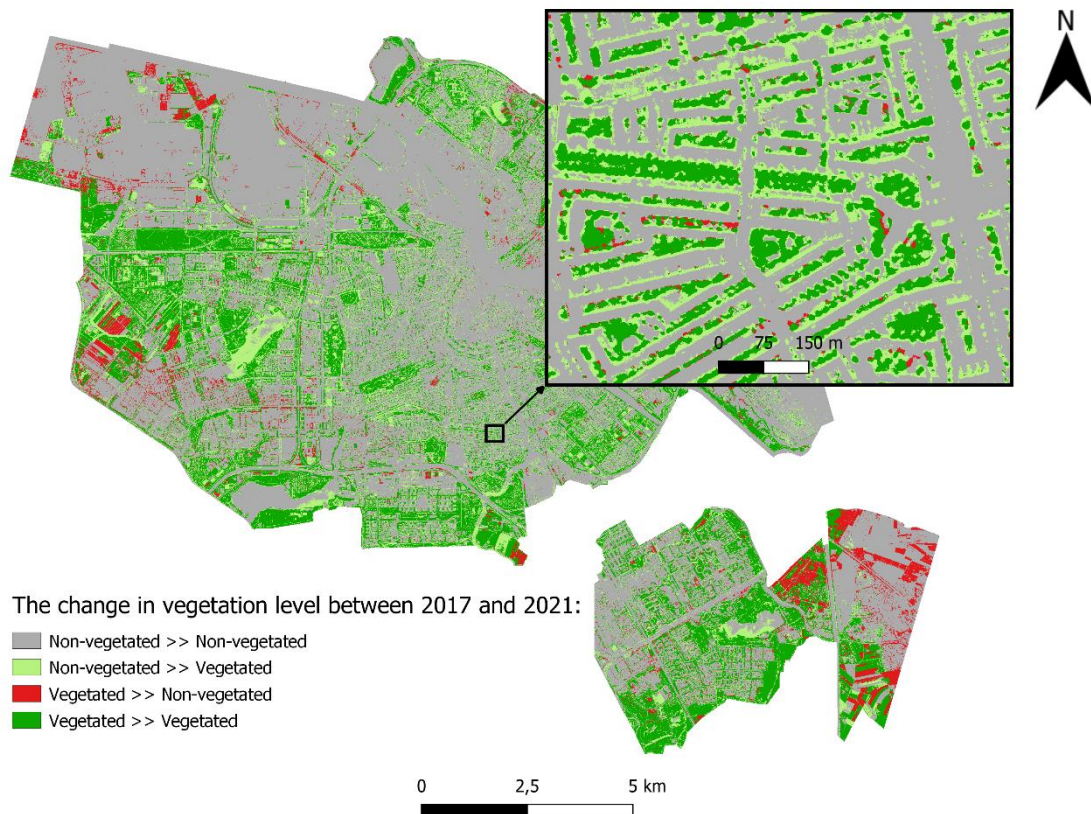 N
0 75 150 m
The change in vegetation level between 2017 and 2021:
Non-vegetated >> Non-vegetated
Non-vegetated >> Vegetated
Vegetated >> Non-vegetated
Vegetated >> Vegetated
0 2,5 5 km